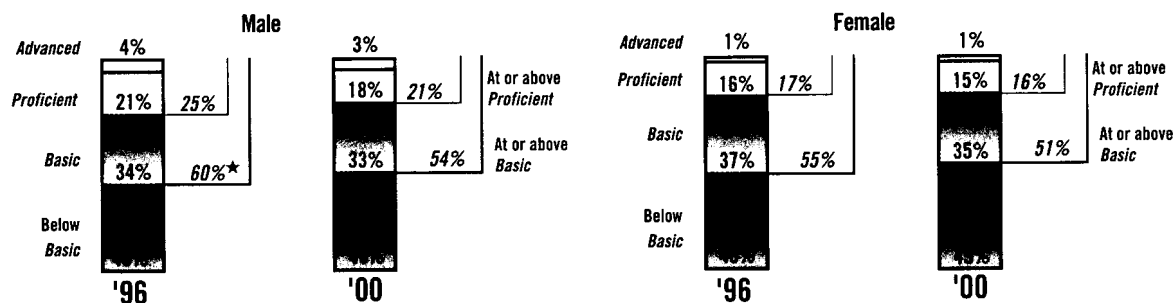 Male
Advanced 4% 3%
Proficient 21% 25% 18% 21% At or above Proficient
Basic 34% 60%★ 33% 54% At or above Basic
Below Basic
'96 '00
Female
Advanced 1% 1%
Proficient 16% 17% 15% 16% At or above Proficient
Basic 37% 55% 35% 51% At or above Basic
Below Basic
'96 '00